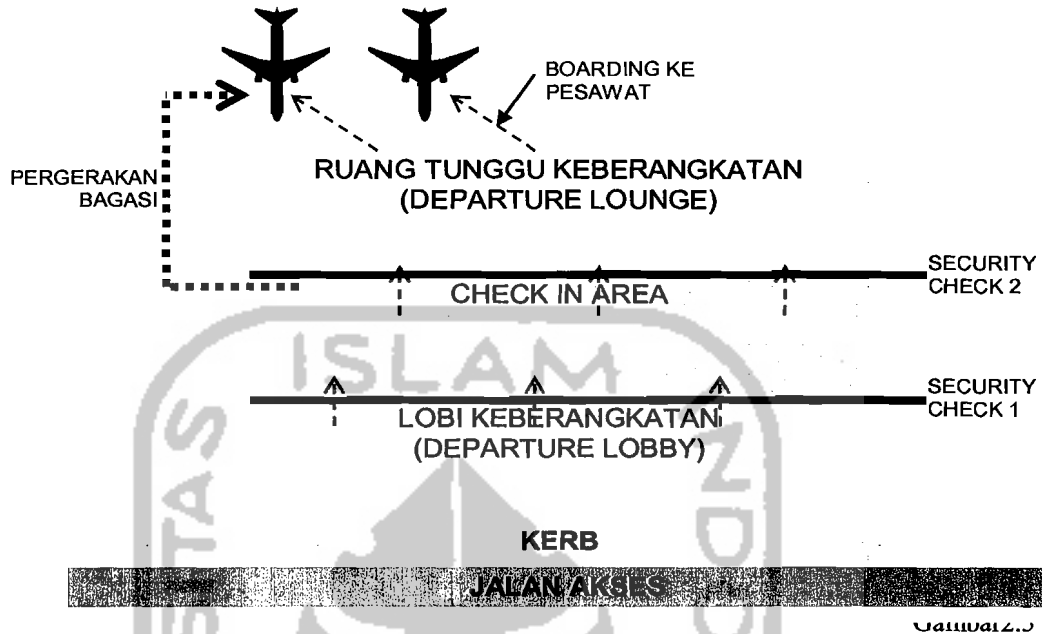 BOARDING KE
PESAWAT
RUANG TUNGGU KEBERANGKATAN
(DEPARTURE LOUNGE)
PERGERAKAN
BAGASI
SECURITY
CHECK 2
CHECK IN AREA
ISLAM
SECURITY
CHECK 1
LOBI KEBERANGKATAN
(DEPARTURE LOBBY)
KERB
JALAN AKSES